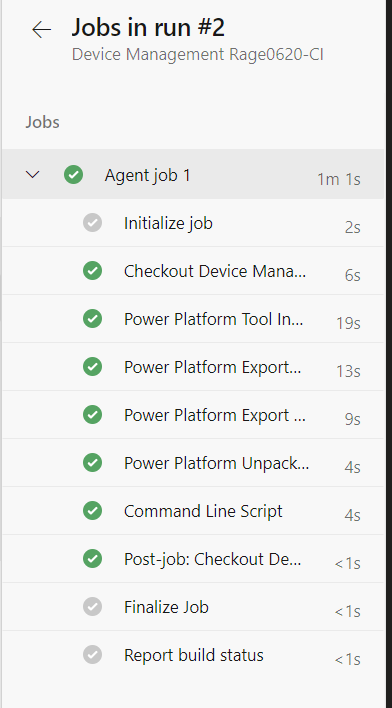 Jobs in run #2
Device Management Rage0620-CI
Jobs
Agent job 1 1m 1s
Initialize job 2s
Checkout Device Mana... 6s
Power Platform Tool In... 19s
Power Platform Export... 13s
Power Platform Export ... 9s
Power Platform Unpack... 4s
Command Line Script 4s
Post-job: Checkout De... <1s
Finalize Job <1s
Report build status <1s